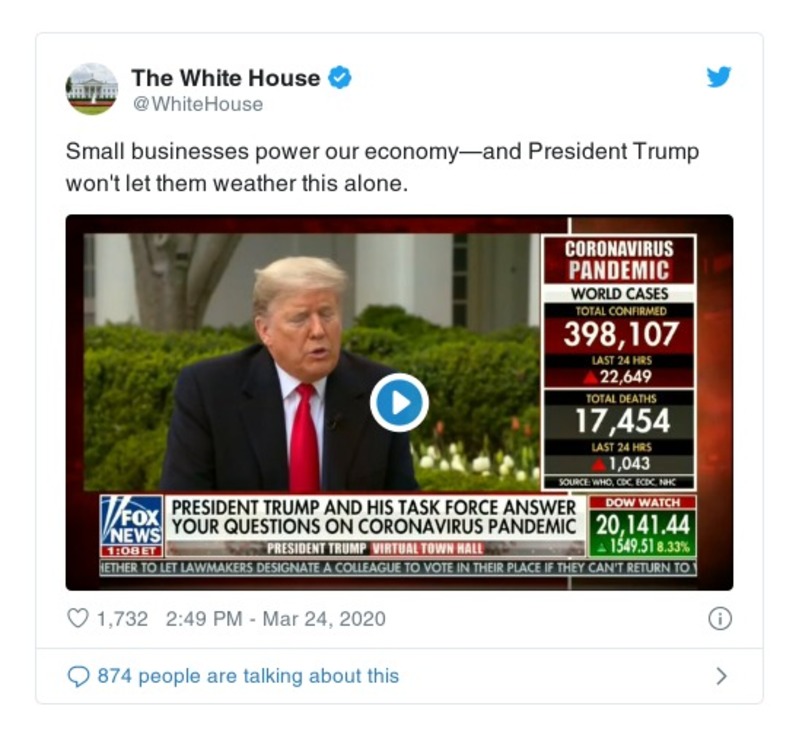 The White House
@WhiteHouse
Small businesses power our economy—and President Trump
won't let them weather this alone.
CORONAVIRUS
PANDEMIC
WORLD CASES
TOTAL CONFIRMED
398,107
LAST 24 HRS
22,649
TOTAL DEATHS
17,454
LAST 24 HRS
1,043
SOURCE: WHO, CDC, ECDC, NHC
FOX
NEWS
1:08 ET
PRESIDENT TRUMP AND HIS TASK FORCE ANSWER
YOUR QUESTIONS ON CORONAVIRUS PANDEMIC
PRESIDENT TRUMP VIRTUAL TOWN HALL
DOW WATCH
20,141.44
1549.51 8.33%
ETHER TO LET LAWMAKERS DESIGNATE A COLLEAGUE TO VOTE IN THEIR PLACE IF THEY CAN'T RETURN TO
1,732 2:49 PM - Mar 24, 2020
874 people are talking about this